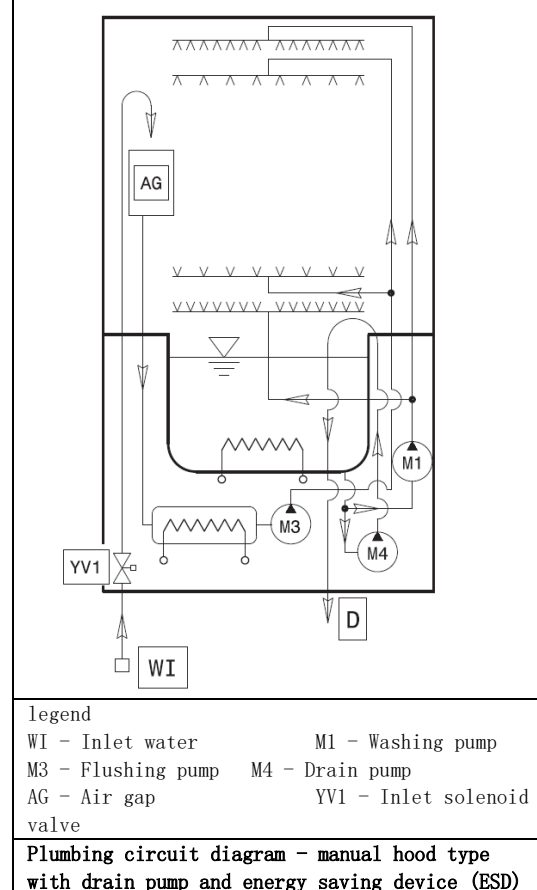 AG
M1
M3
M4
YV1
D
WI
legend
WI - Inlet water M1 - Washing pump
M3 - Flushing pump M4 - Drain pump
AG - Air gap YV1 - Inlet solenoid
valve
Plumbing circuit diagram - manual hood type
with drain pump and energy saving device (ESD)